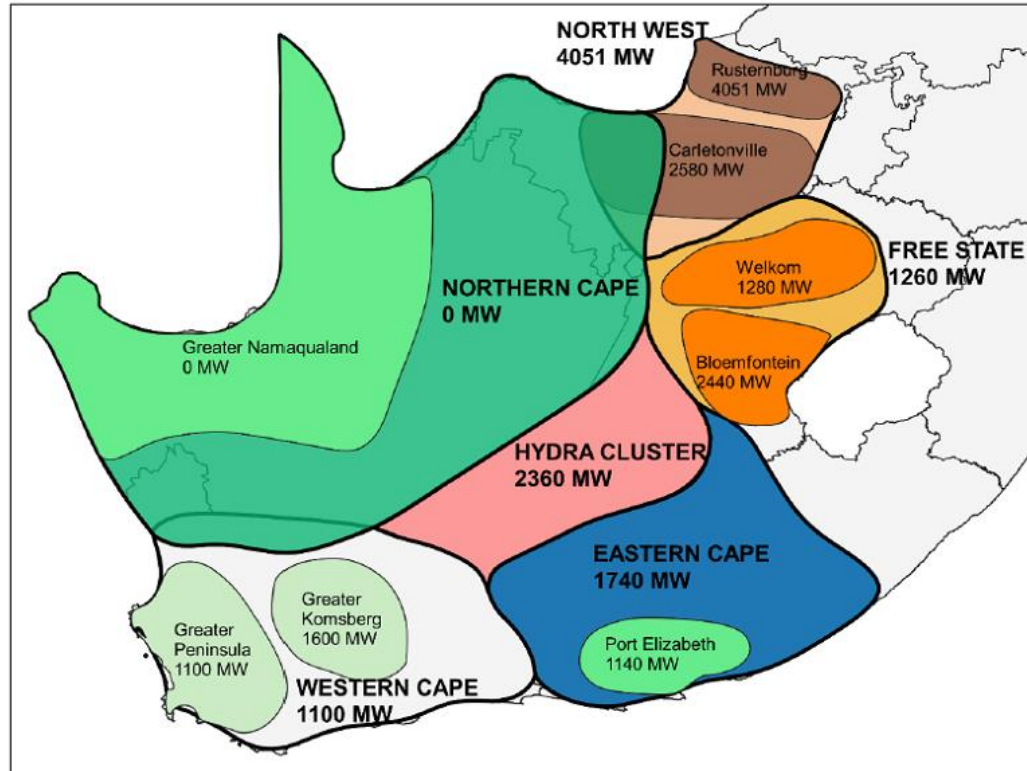 NORTH WEST
4051 MW
Rusternburg
4051 MW
Carletonville
2580 MW
FREE STATE
1260 MW
Welkom
1280 MW
Bloemfontein
2440 MW
NORTHERN CAPE
0 MW
Greater Namaqualand
0 MW
HYDRA CLUSTER
2360 MW
EASTERN CAPE
1740 MW
Port Elizabeth
1140 MW
Greater
Komsberg
1600 MW
Greater
Peninsula
1100 MW
WESTERN CAPE
1100 MW